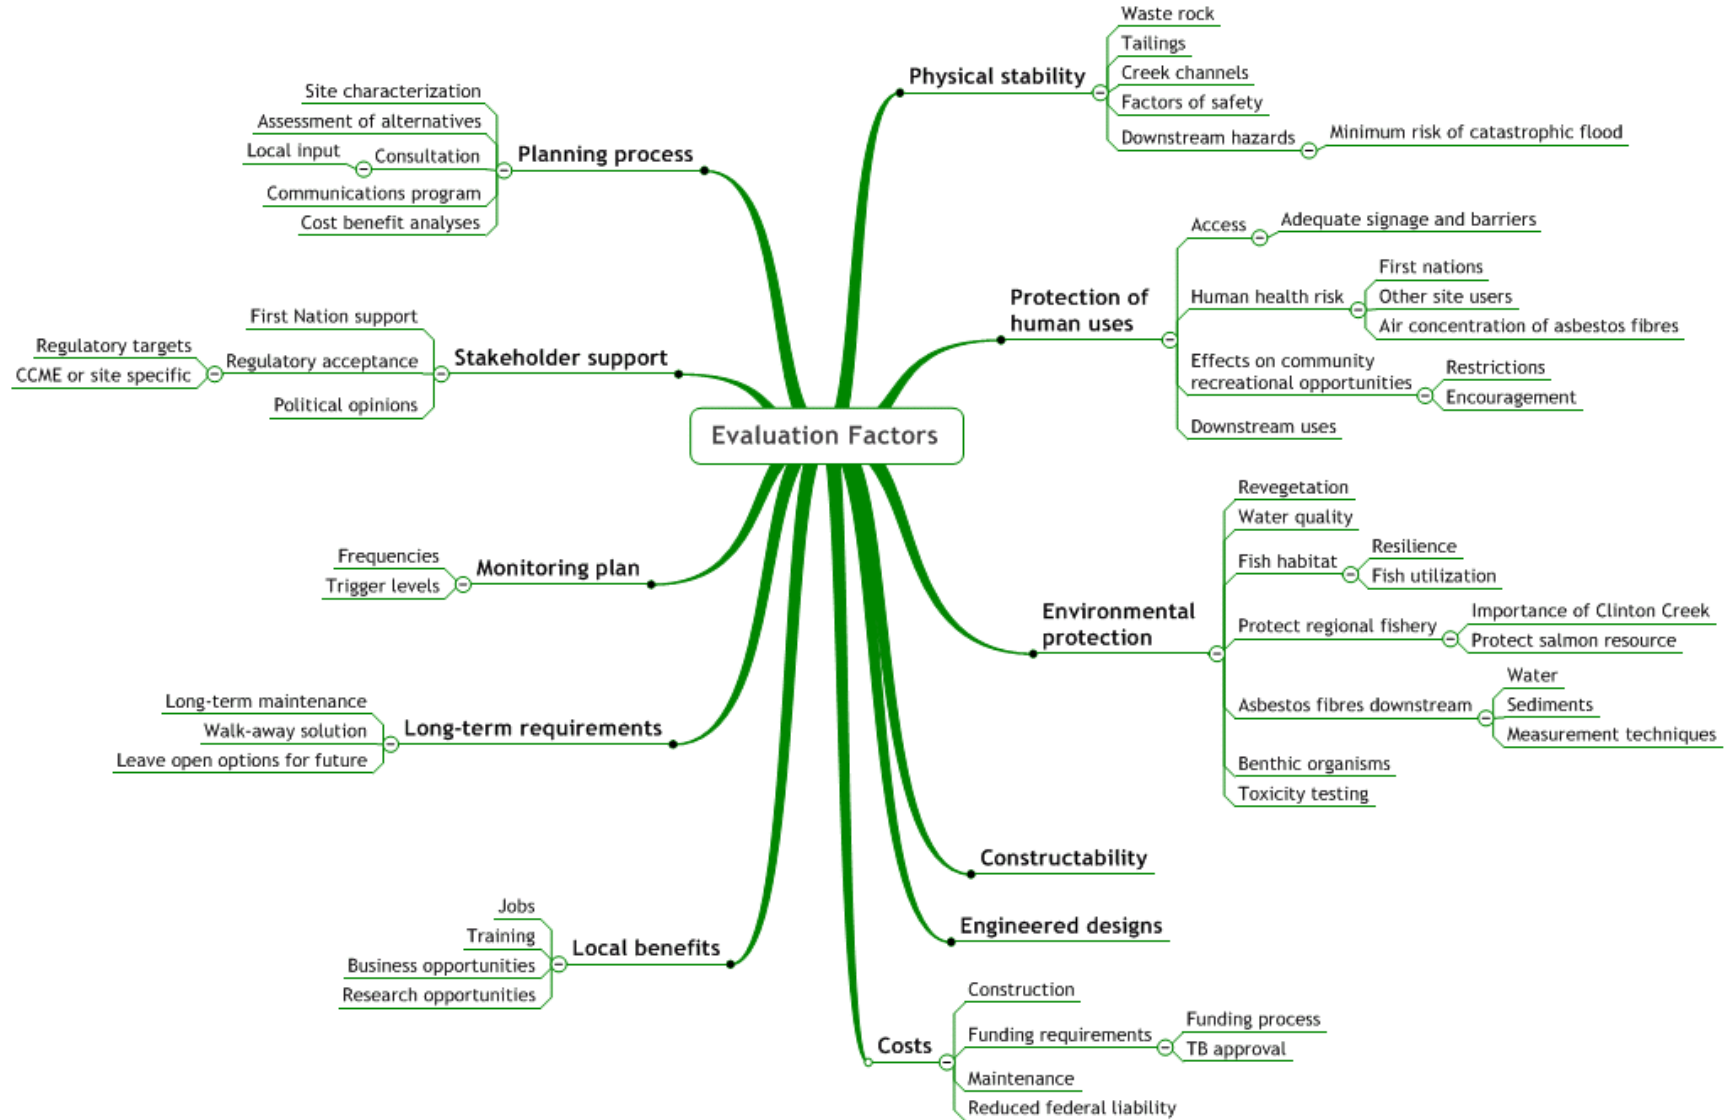 Evaluation Factors
Physical stability
Waste rock
Tailings
Creek channels
Factors of safety
Downstream hazards
Minimum risk of catastrophic flood
Protection of
human uses
Access
Adequate signage and barriers
Human health risk
First nations
Other site users
Air concentration of asbestos fibres
Effects on community
recreational opportunities
Restrictions
Encouragement
Downstream uses
Environmental
protection
Revegetation
Water quality
Fish habitat
Resilience
Fish utilization
Protect regional fishery
Importance of Clinton Creek
Protect salmon resource
Asbestos fibres downstream
Water
Sediments
Measurement techniques
Benthic organisms
Toxicity testing
Constructability
Engineered designs
Costs
Construction
Funding requirements
Funding process
TB approval
Maintenance
Reduced federal liability
Planning process
Site characterization
Assessment of alternatives
Consultation
Local input
Communications program
Cost benefit analyses
Stakeholder support
First Nation support
Regulatory acceptance
Regulatory targets
CCME or site specific
Political opinions
Monitoring plan
Frequencies
Trigger levels
Long-term requirements
Long-term maintenance
Walk-away solution
Leave open options for future
Local benefits
Jobs
Training
Business opportunities
Research opportunities